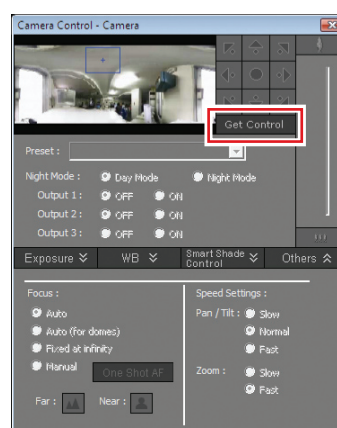 Camera Control - Camera
Get Control
Preset :
Night Mode : Day Mode Night Mode
Output 1 : OFF ON
Output 2 : OFF ON
Output 3 : OFF ON
Exposure WB Smart Shade Control Others
Focus : Speed Settings :
Auto Pan / Tilt : Slow
Auto (for domes) Normal
Fixed at infinity Fast
Manual One Shot AF Zoom : Slow
Far : Near : Fast